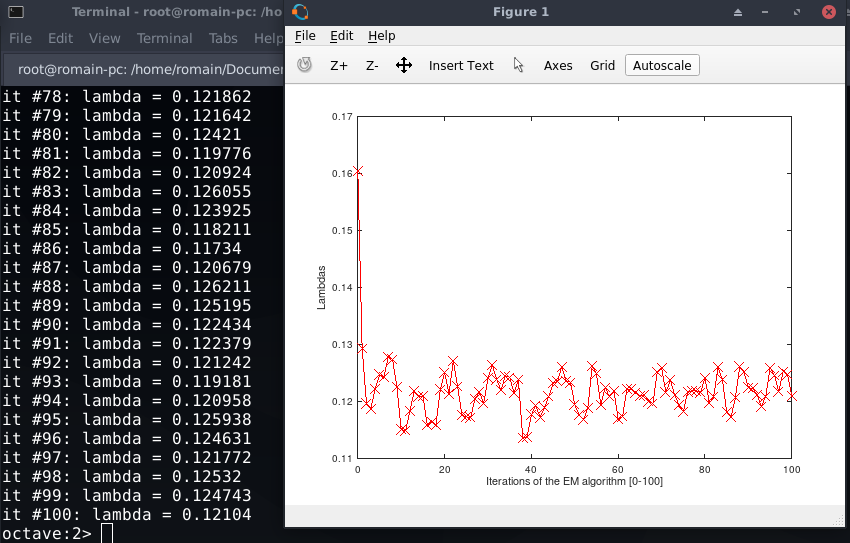 Terminal - root@romain-pc: /ho
File Edit View Terminal Tabs Help
root@romain-pc: /home/romain/Documen
it #78: lambda = 0.121862
it #79: lambda = 0.121642
it #80: lambda = 0.12421
it #81: lambda = 0.119776
it #82: lambda = 0.120924
it #83: lambda = 0.126055
it #84: lambda = 0.123925
it #85: lambda = 0.118211
it #86: lambda = 0.11734
it #87: lambda = 0.120679
it #88: lambda = 0.126211
it #89: lambda = 0.125195
it #90: lambda = 0.122434
it #91: lambda = 0.122379
it #92: lambda = 0.121242
it #93: lambda = 0.119181
it #94: lambda = 0.120958
it #95: lambda = 0.125938
it #96: lambda = 0.124631
it #97: lambda = 0.121772
it #98: lambda = 0.12532
it #99: lambda = 0.124743
it #100: lambda = 0.12104
octave:2>
Figure 1
File Edit Help
Z+ Z- Insert Text Axes Grid Autoscale
0.17
0.16
0.15
0.14
0.13
0.12
0.11
Lambdas
0 20 40 60 80 100
Iterations of the EM algorithm [0-100]